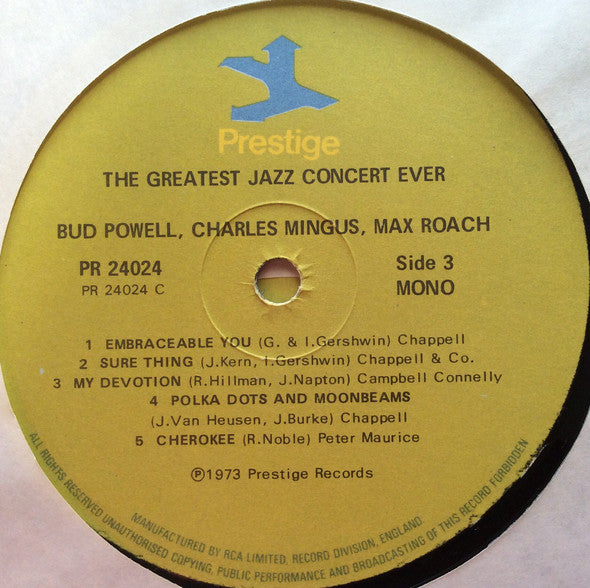 Prestige
THE GREATEST JAZZ CONCERT EVER
BUD POWELL, CHARLES MINGUS, MAX ROACH
PR 24024 Side 3
PR 24024 C MONO
1 EMBRACEABLE YOU (G. & I.Gershwin) Chappell
2 SURE THING (J.Kern, I.Gershwin) Chappell & Co.
3 MY DEVOTION (R.Hillman, J.Napton) Campbell Connelly
4 POLKA DOTS AND MOONBEAMS
(J.Van Heusen, J.Burke) Chappell
5 CHEROKEE (R.Noble) Peter Maurice
Ⓟ1973 Prestige Records
MANUFACTURED BY RCA LIMITED, RECORD DIVISION, ENGLAND
ALL RIGHTS RESERVED UNAUTHORISED COPYING, PUBLIC PERFORMANCE AND BROADCASTING OF THIS RECORD FORBIDDEN